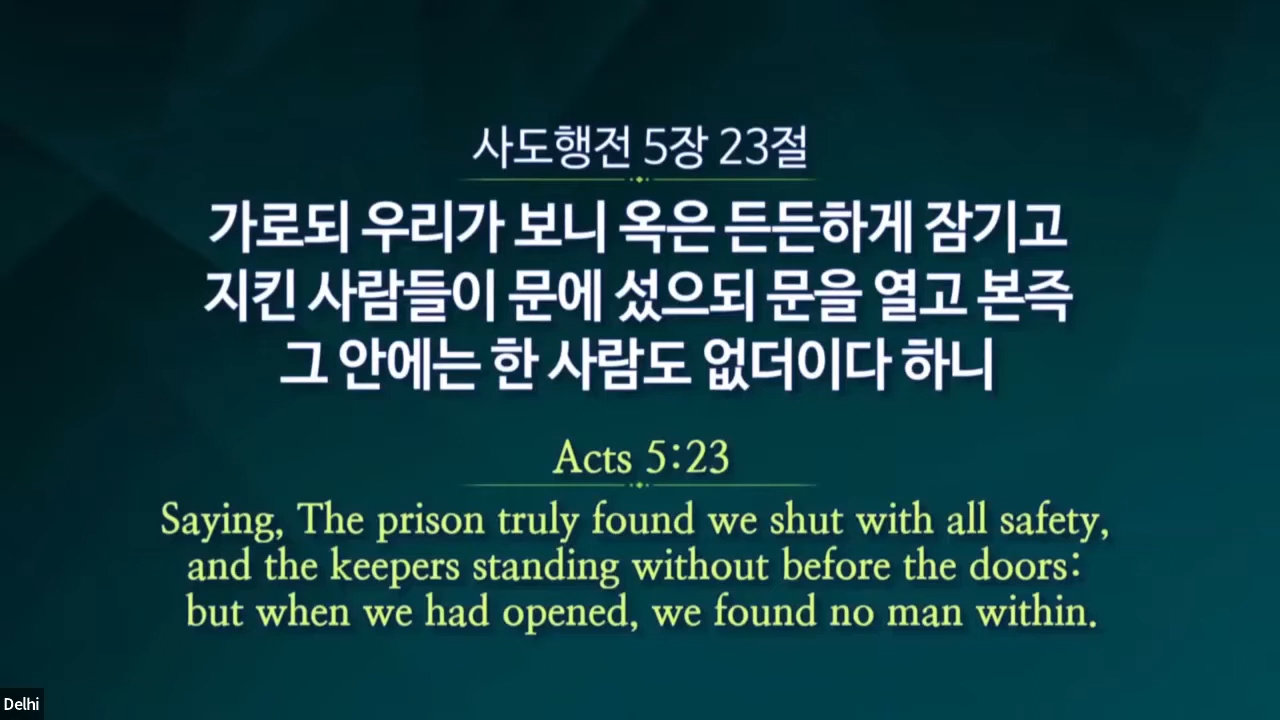 사도행전 5장 23절
가로되 우리가 보니 옥은 든든하게 잠기고
지킨 사람들이 문에 섰으되 문을 열고 본즉
그 안에는 한 사람도 없더이다 하니
Acts 5:23
Saying, The prison truly found we shut with all safety,
and the keepers standing without before the doors:
but when we had opened, we found no man within.
Delhi